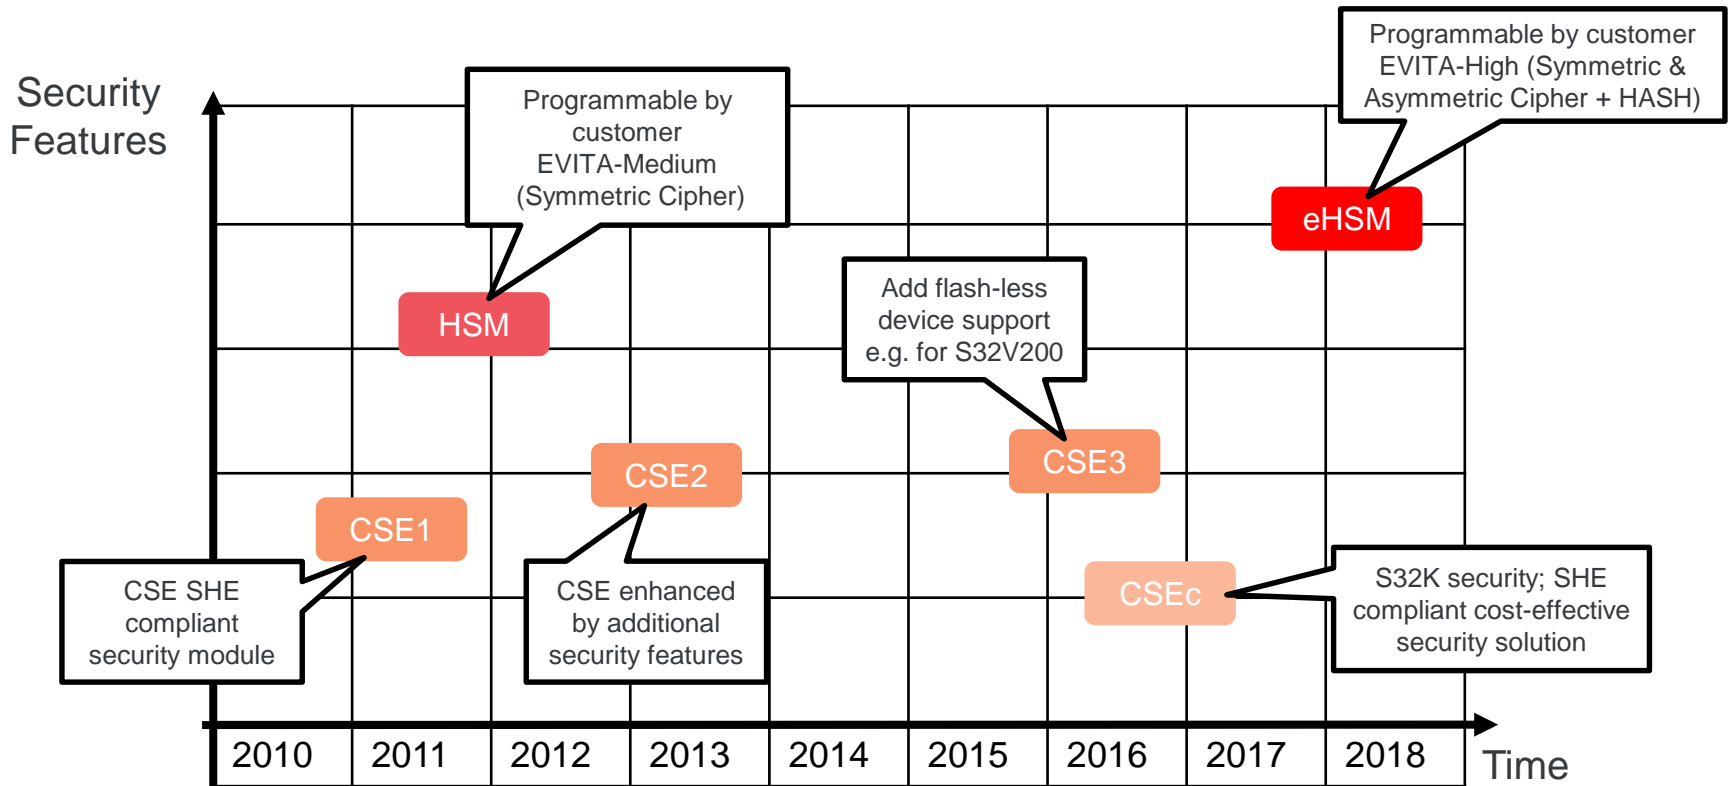 Security
Features
Programmable by
customer
EVITA-Medium
(Symmetric Cipher)
Programmable by customer
EVITA-High (Symmetric &
Asymmetric Cipher + HASH)
eHSM
HSM
Add flash-less
device support
e.g. for S32V200
CSE2
CSE3
CSE1
CSE SHE
compliant
security module
CSE enhanced
by additional
security features
CSEc
S32K security; SHE
compliant cost-effective
security solution
2010 2011 2012 2013 2014 2015 2016 2017 2018
Time